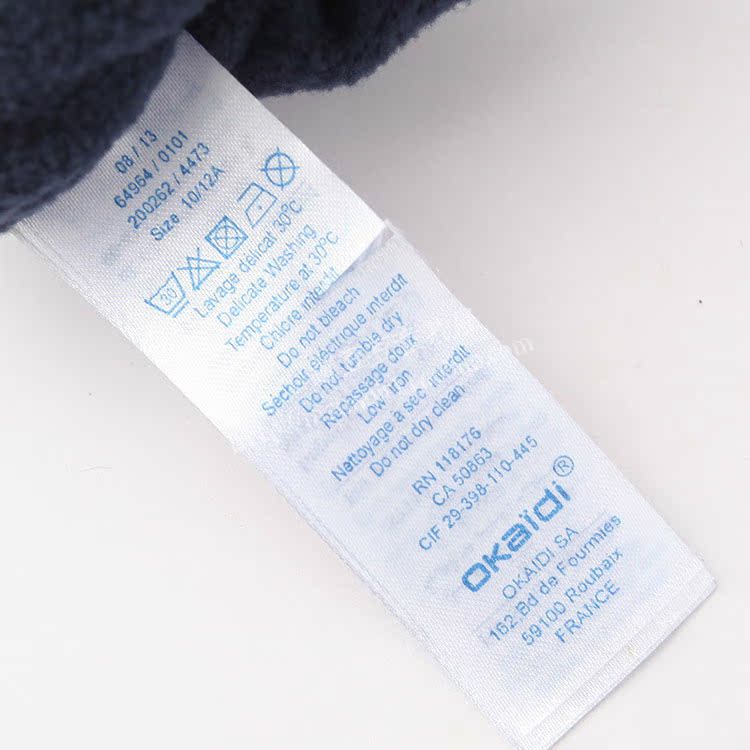 08 / 13
64964 / 0101
200262 / 4473
Size 10/12A
30
Lavage délicat 30°C
Delicate Washing
Temperature at 30°C
Chlore interdit
Do not bleach
Séchoir électrique interdit
Do not tumble dry
Repassage doux
Low iron
Nettoyage a sec interdit
Do not dry clean
RN 118176
CA 50863
CIF 29-398-110-445
okaïdi®
OKAIDI SA
162,Bd de Fourmies
59100 Roubaix
FRANCE